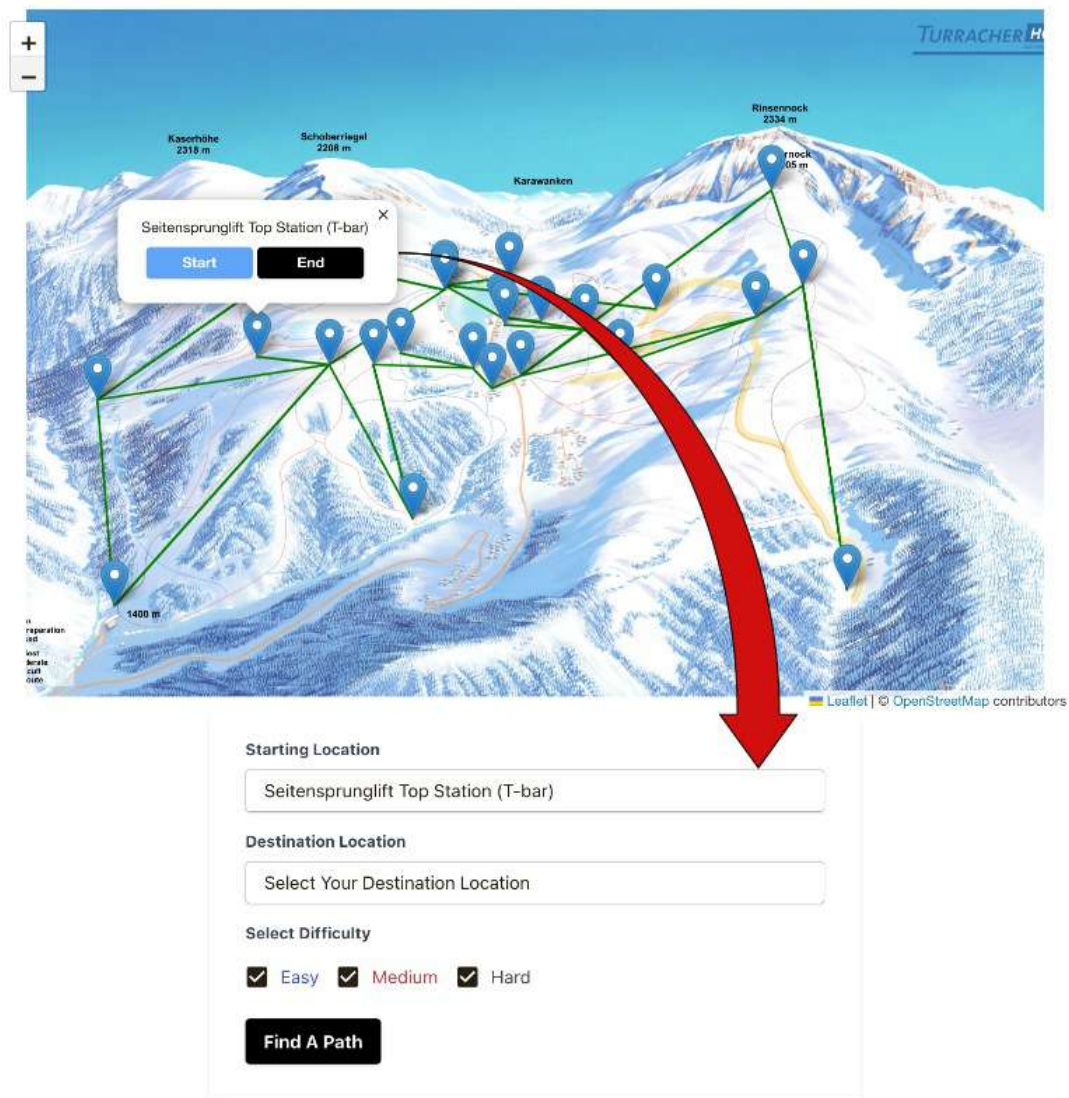 +
−
TURRACHER
Rinsennock
2334 m
Kaserhöhe
2318 m
Schoberriegel
2208 m
Karawanken
Seitensprunglift Top Station (T-bar)
×
Start
End
1400 m
Leaflet | © OpenStreetMap contributors
Starting Location
Seitensprunglift Top Station (T-bar)
Destination Location
Select Your Destination Location
Select Difficulty
Easy Medium Hard
Find A Path